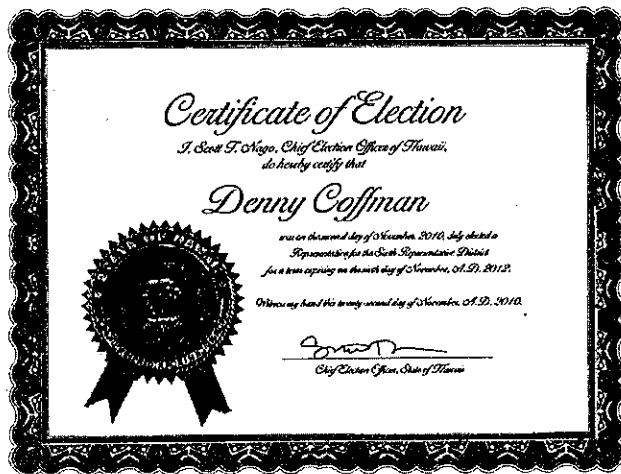 Certificate of Election
I, Scott T. Nago, Chief Election Officer of Hawaii,
do hereby certify that
Denny Coffman
was on the second day of November, 2010, duly elected a
Representative for the Sixth Representative District
for a term expiring on the sixth day of November, A.D. 2012.
Witness my hand this twenty-second day of November, A.D. 2010.
Chief Election Officer, State of Hawaii
STATE OF HAWAII